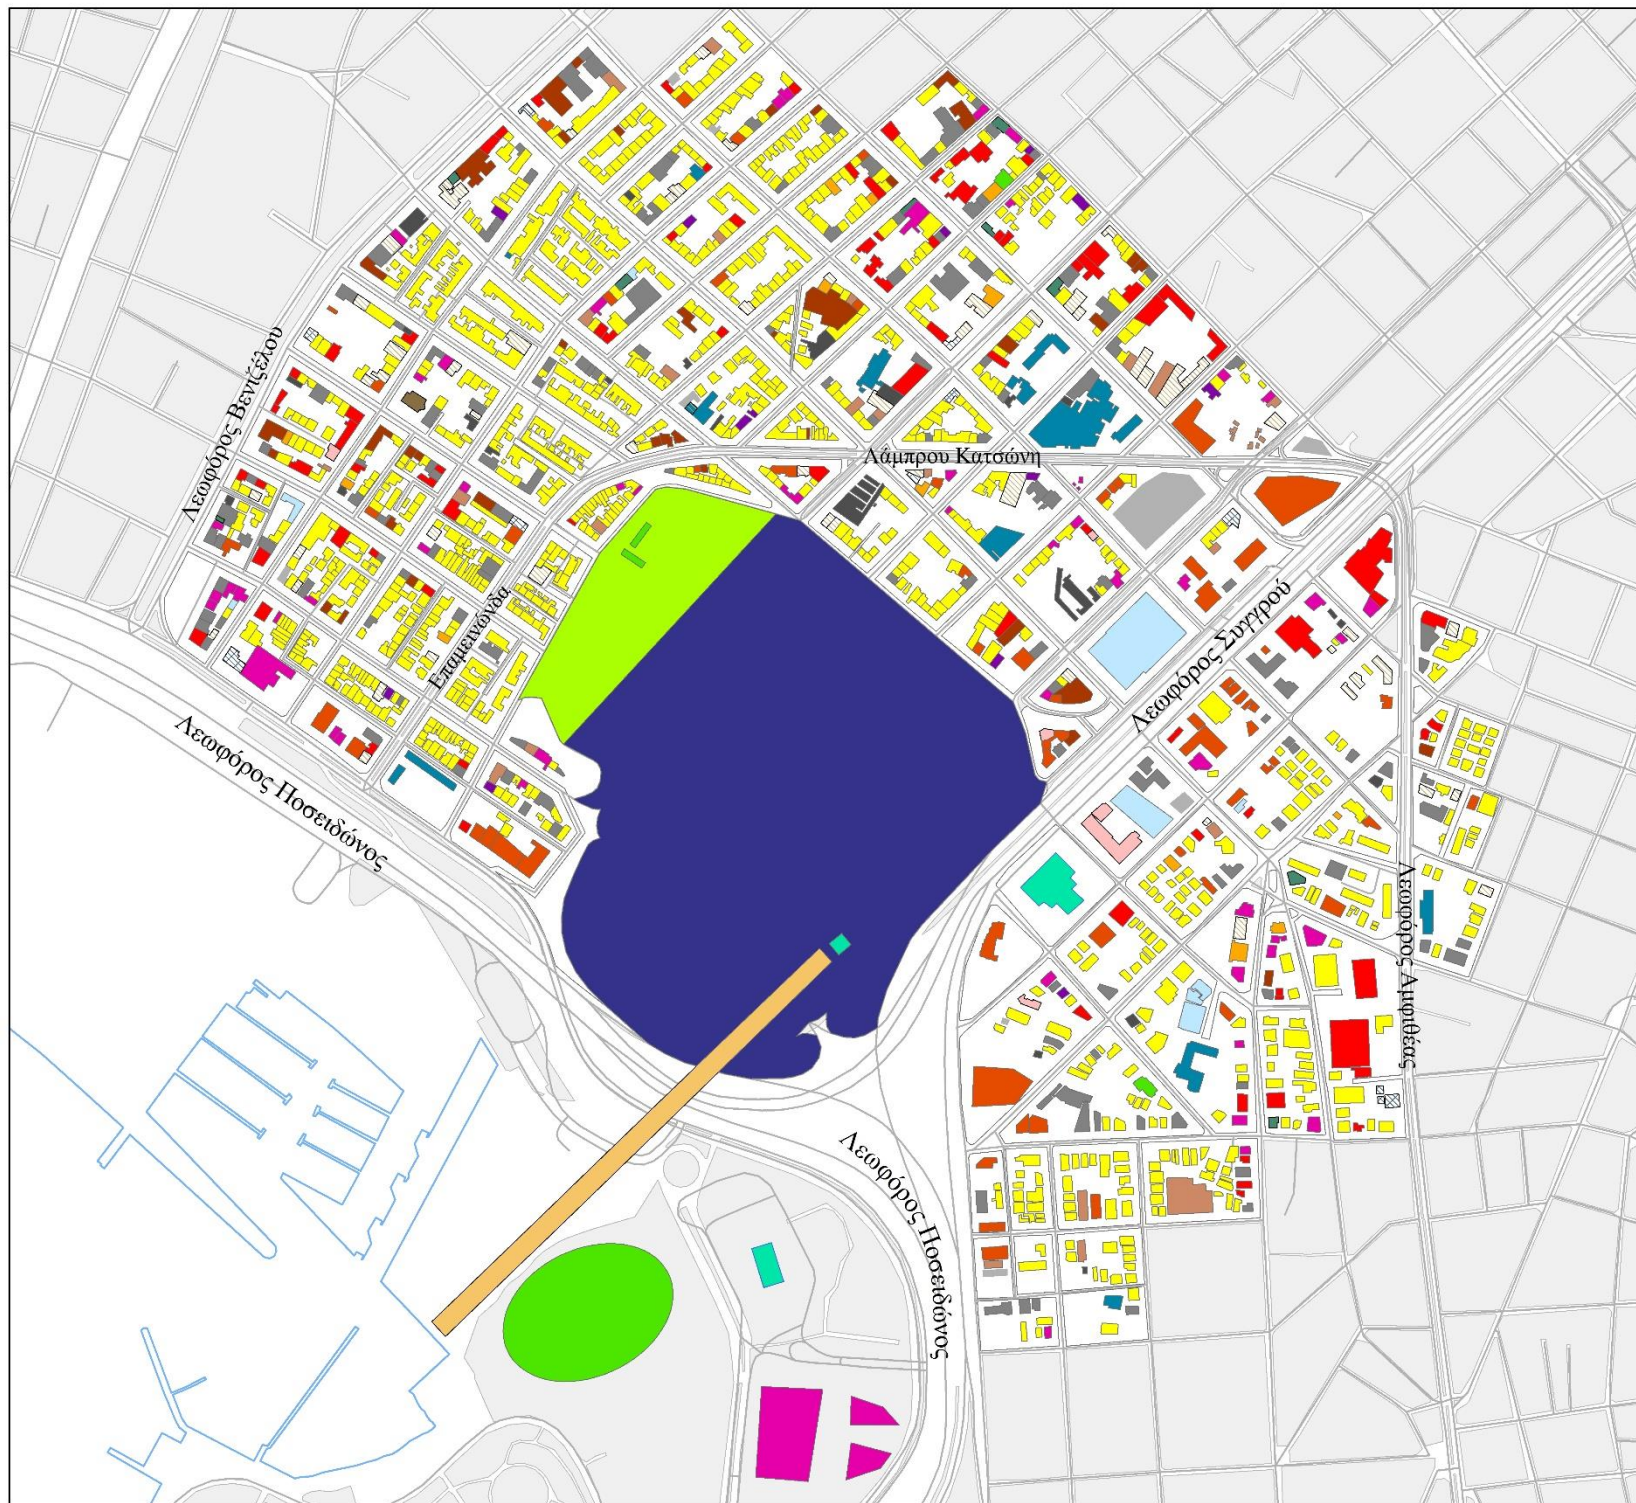 Λεωφόρος Βενιζέλου
Λάμπρου Κατσώνη
Επαμεινώνδα
Λεωφόρος Συγγρού
Λεωφόρος Ποσειδώνος
Λεωφόρος Αμφιθέας
Λεωφόρος Ποσειδώνος